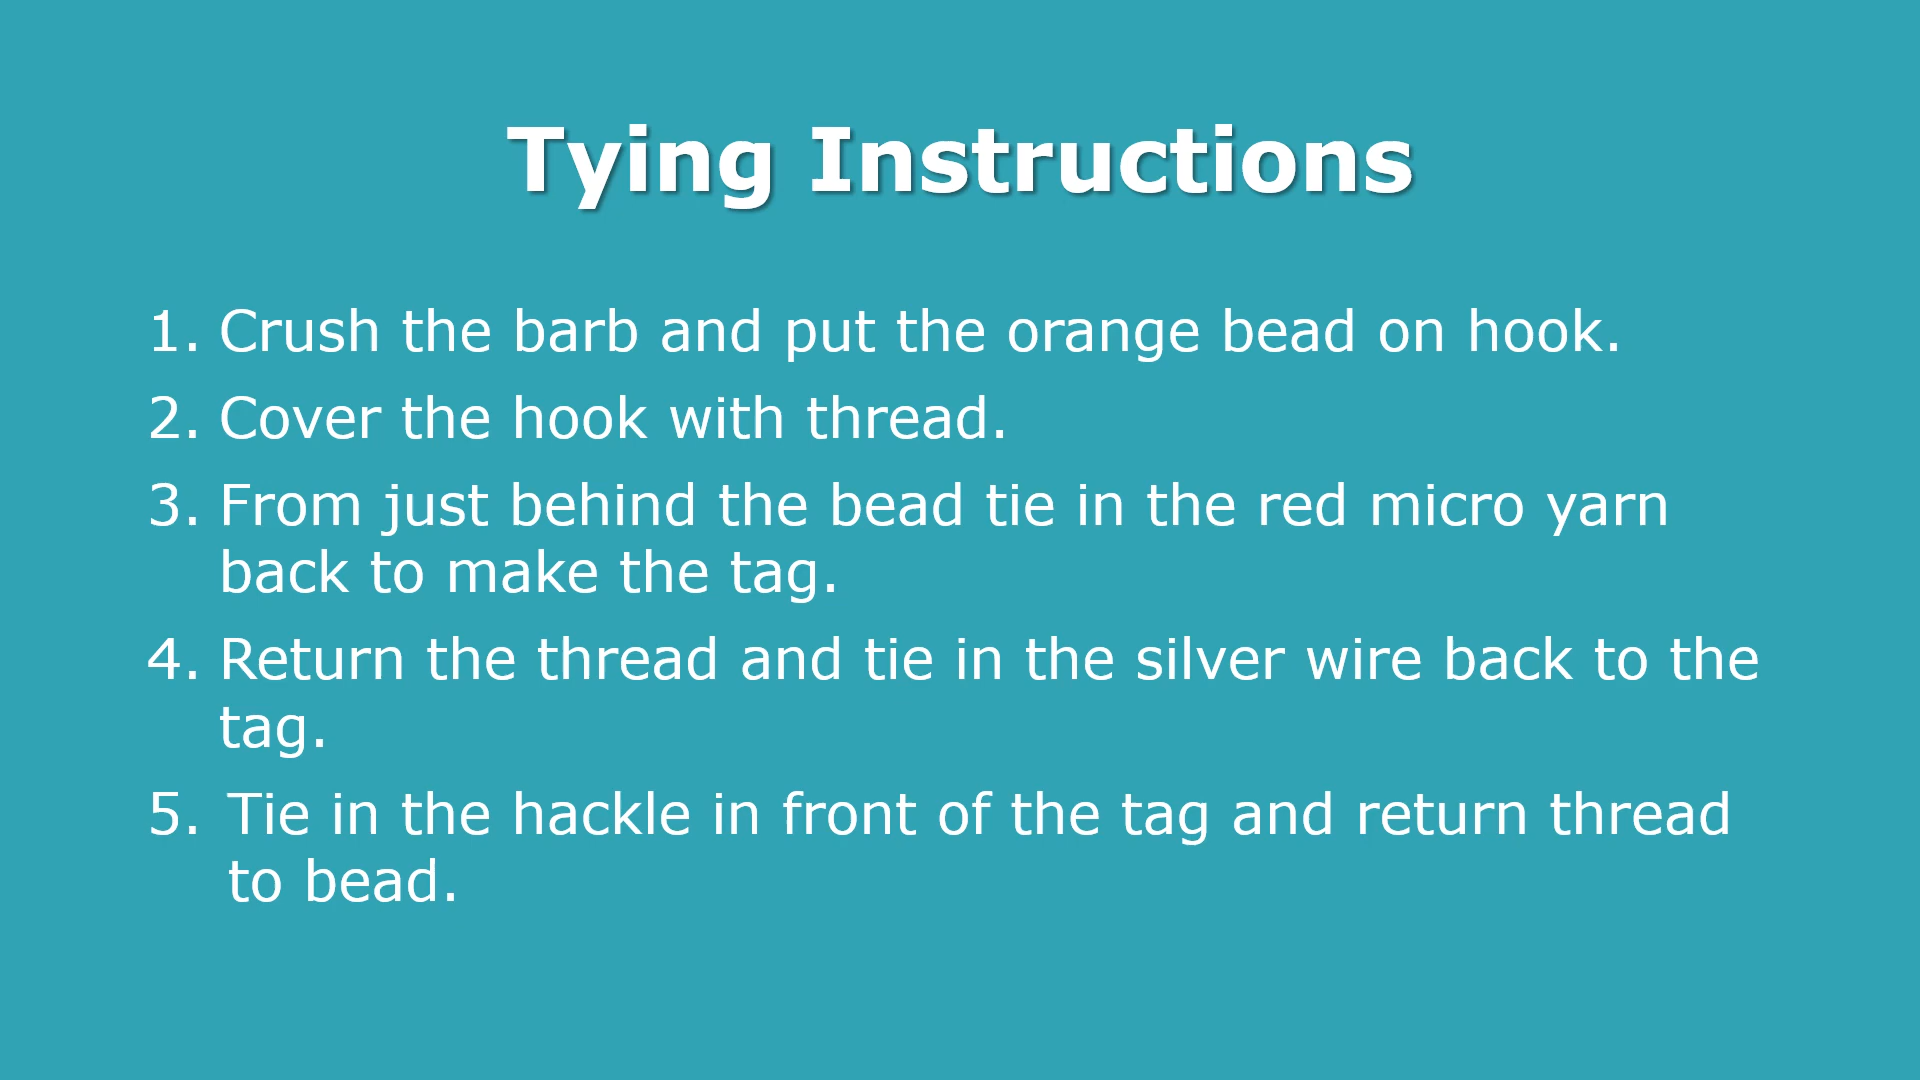 Tying Instructions
1. Crush the barb and put the orange bead on hook.
2. Cover the hook with thread.
3. From just behind the bead tie in the red micro yarn
back to make the tag.
4. Return the thread and tie in the silver wire back to the
tag.
5. Tie in the hackle in front of the tag and return thread
to bead.